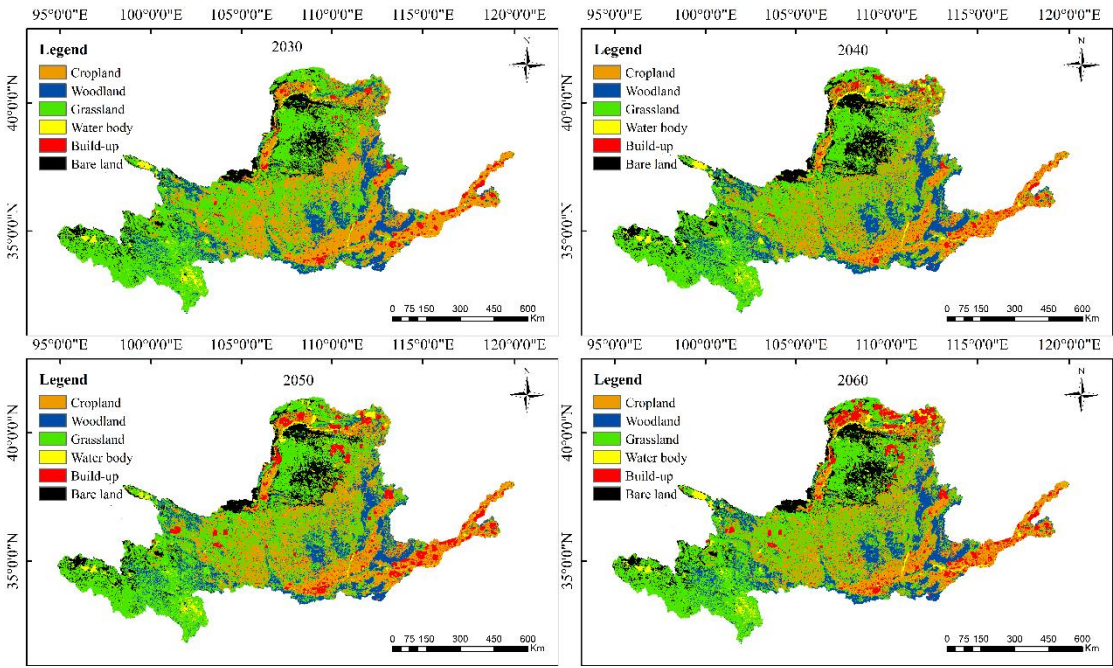 95°0'0"E 100°0'0"E 105°0'0"E 110°0'0"E 115°0'0"E 120°0'0"E 95°0'0"E 100°0'0"E 105°0'0"E 110°0'0"E 115°0'0"E 120°0'0"E
Legend
2030
N
Cropland
Woodland
Grassland
Water body
Build-up
Bare land
40°0'0"N
35°0'0"N
0 75 150 300 450 600
Km
Legend
2040
N
Cropland
Woodland
Grassland
Water body
Build-up
Bare land
40°0'0"N
35°0'0"N
0 75 150 300 450 600
Km
95°0'0"E 100°0'0"E 105°0'0"E 110°0'0"E 115°0'0"E 120°0'0"E 95°0'0"E 100°0'0"E 105°0'0"E 110°0'0"E 115°0'0"E 120°0'0"E
Legend
2050
N
Cropland
Woodland
Grassland
Water body
Build-up
Bare land
40°0'0"N
35°0'0"N
0 75 150 300 450 600
Km
Legend
2060
N
Cropland
Woodland
Grassland
Water body
Build-up
Bare land
40°0'0"N
35°0'0"N
0 75 150 300 450 600
Km